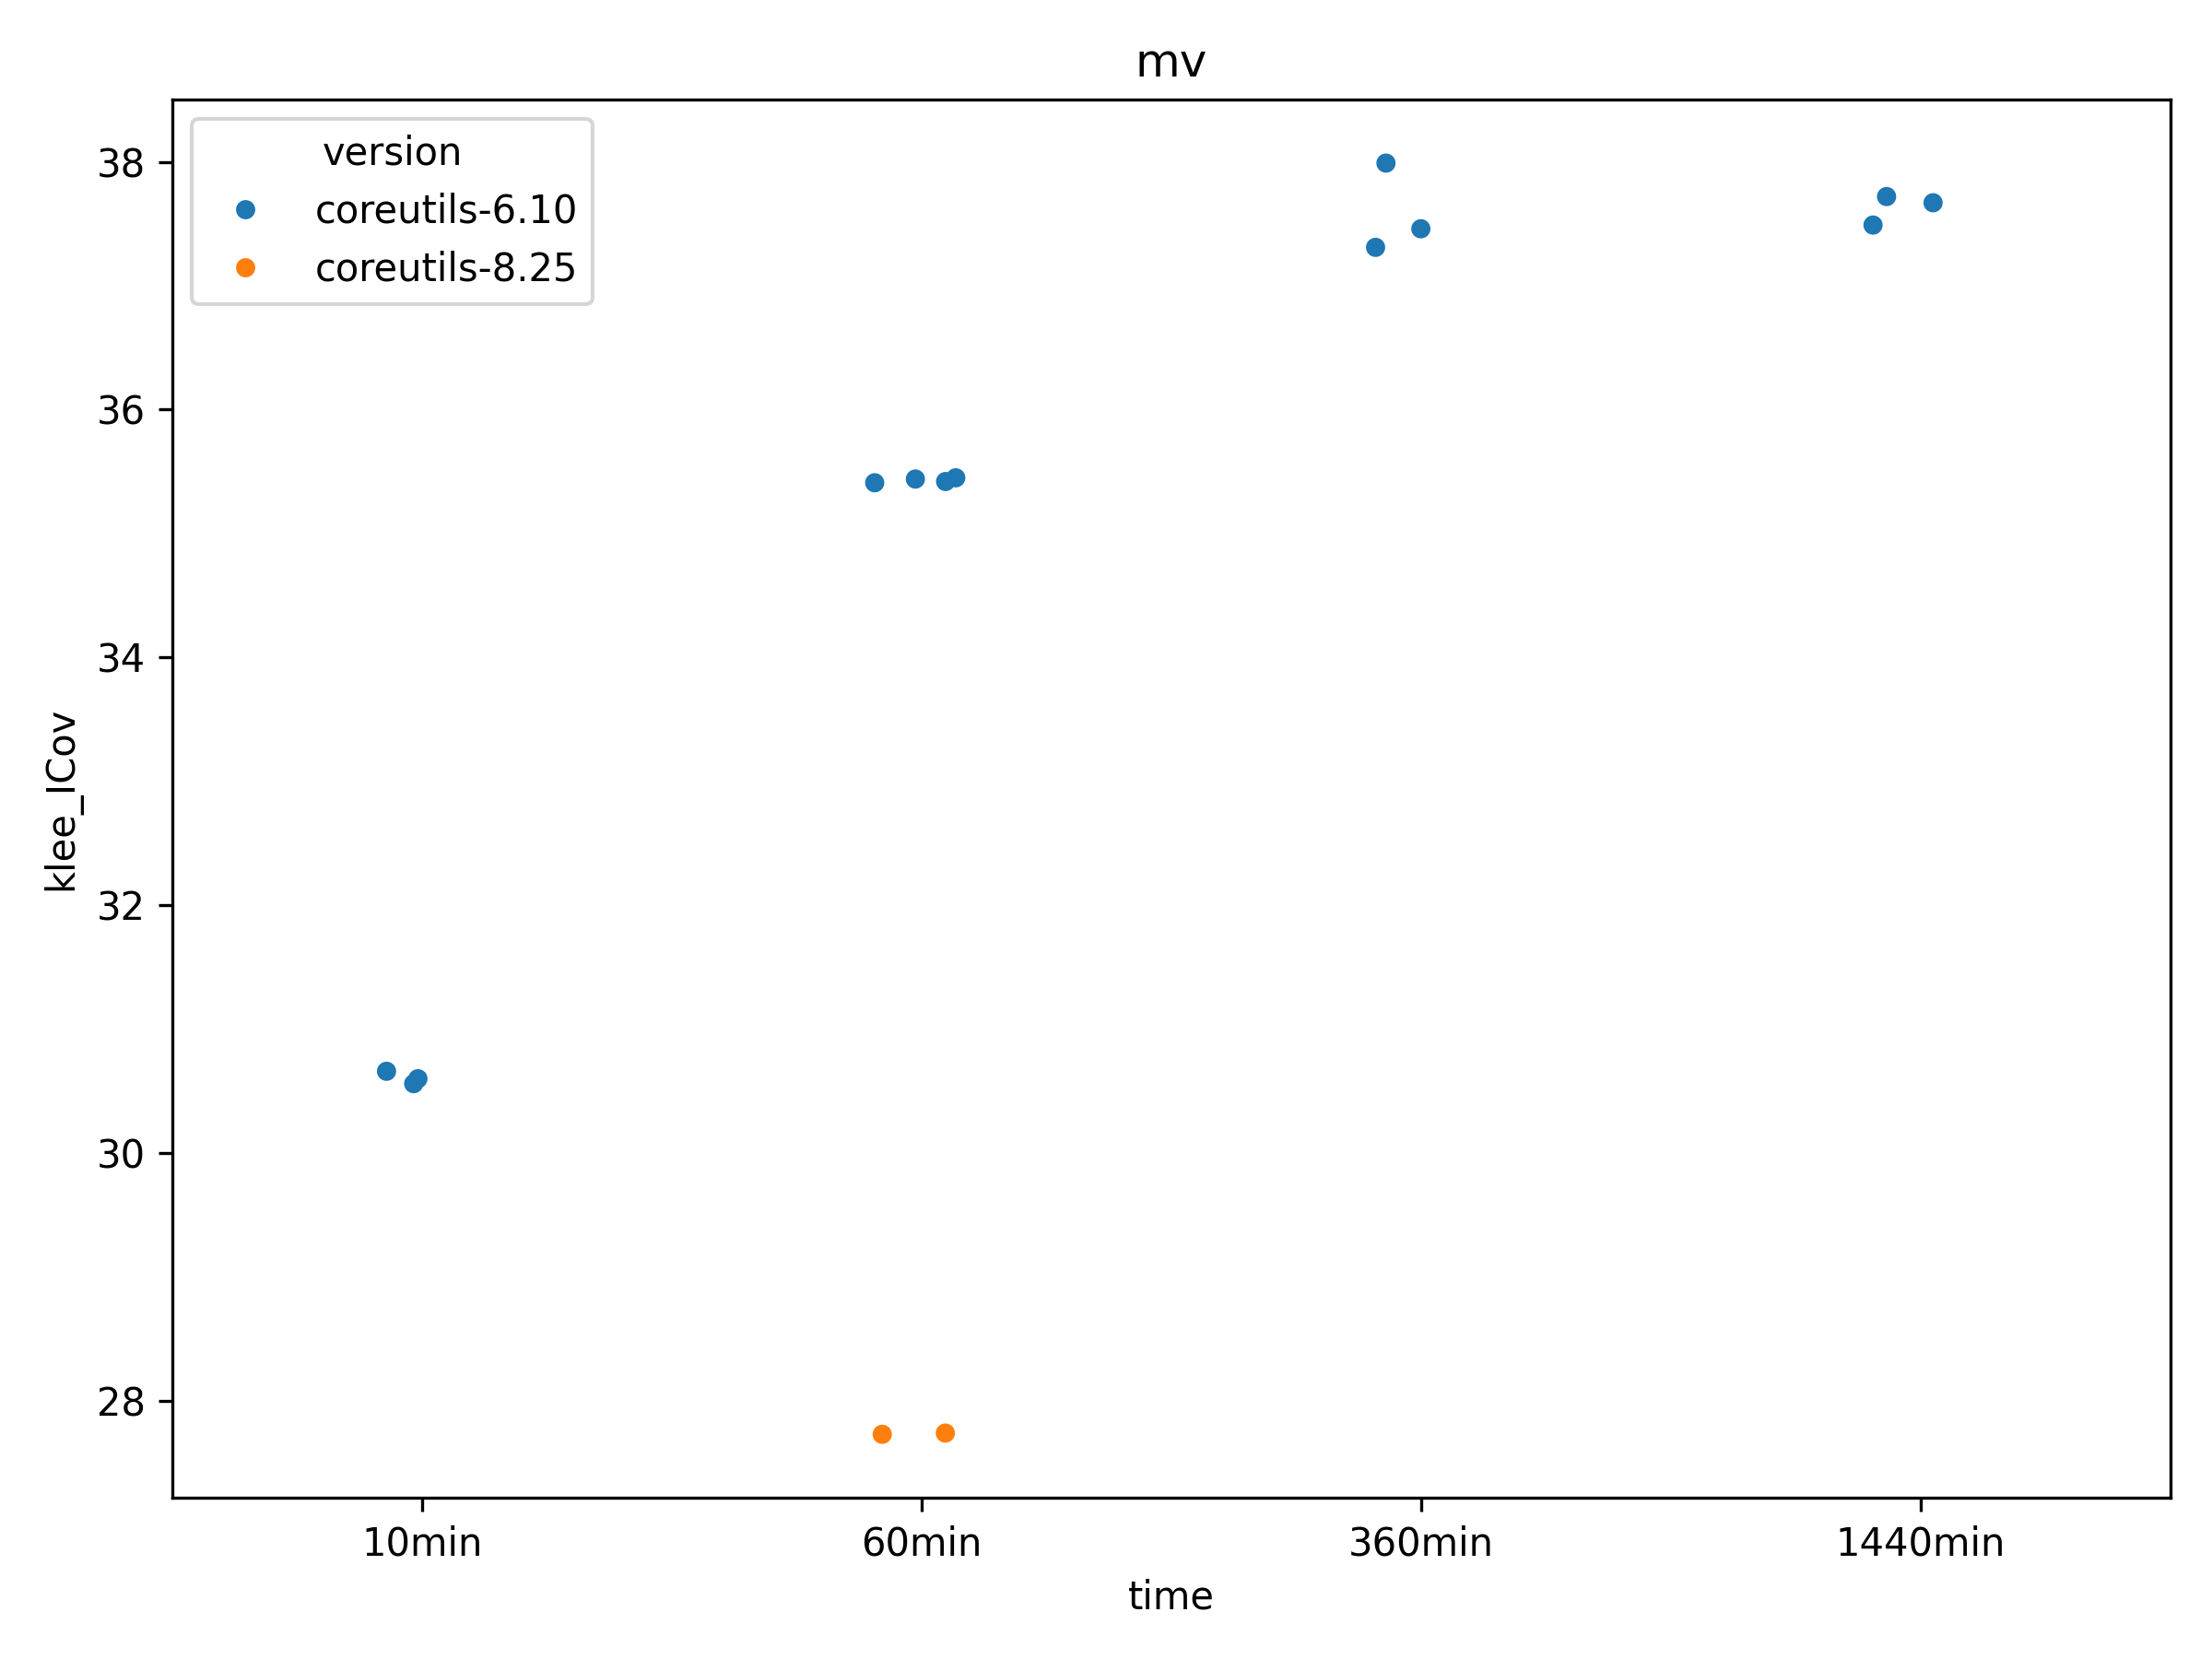 mv
version
coreutils-6.10
coreutils-8.25
38
36
34
32
30
28
klee_ICov
10min
60min
360min
1440min
time